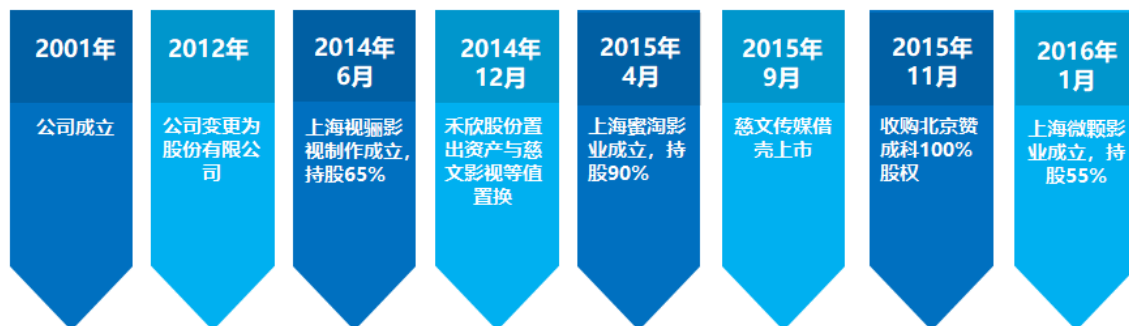 2001年
公司成立
2012年
公司变更为
股份有限公
司
2014年
6月
上海视骊影
视制作成立，
持股65%
2014年
12月
禾欣股份置
出资产与慈
文影视等值
置换
2015年
4月
上海蜜淘影
业成立，持
股90%
2015年
9月
慈文传媒借
壳上市
2015年
11月
收购北京赞
成科100%
股权
2016年
1月
上海微颗影
业成立，持
股55%